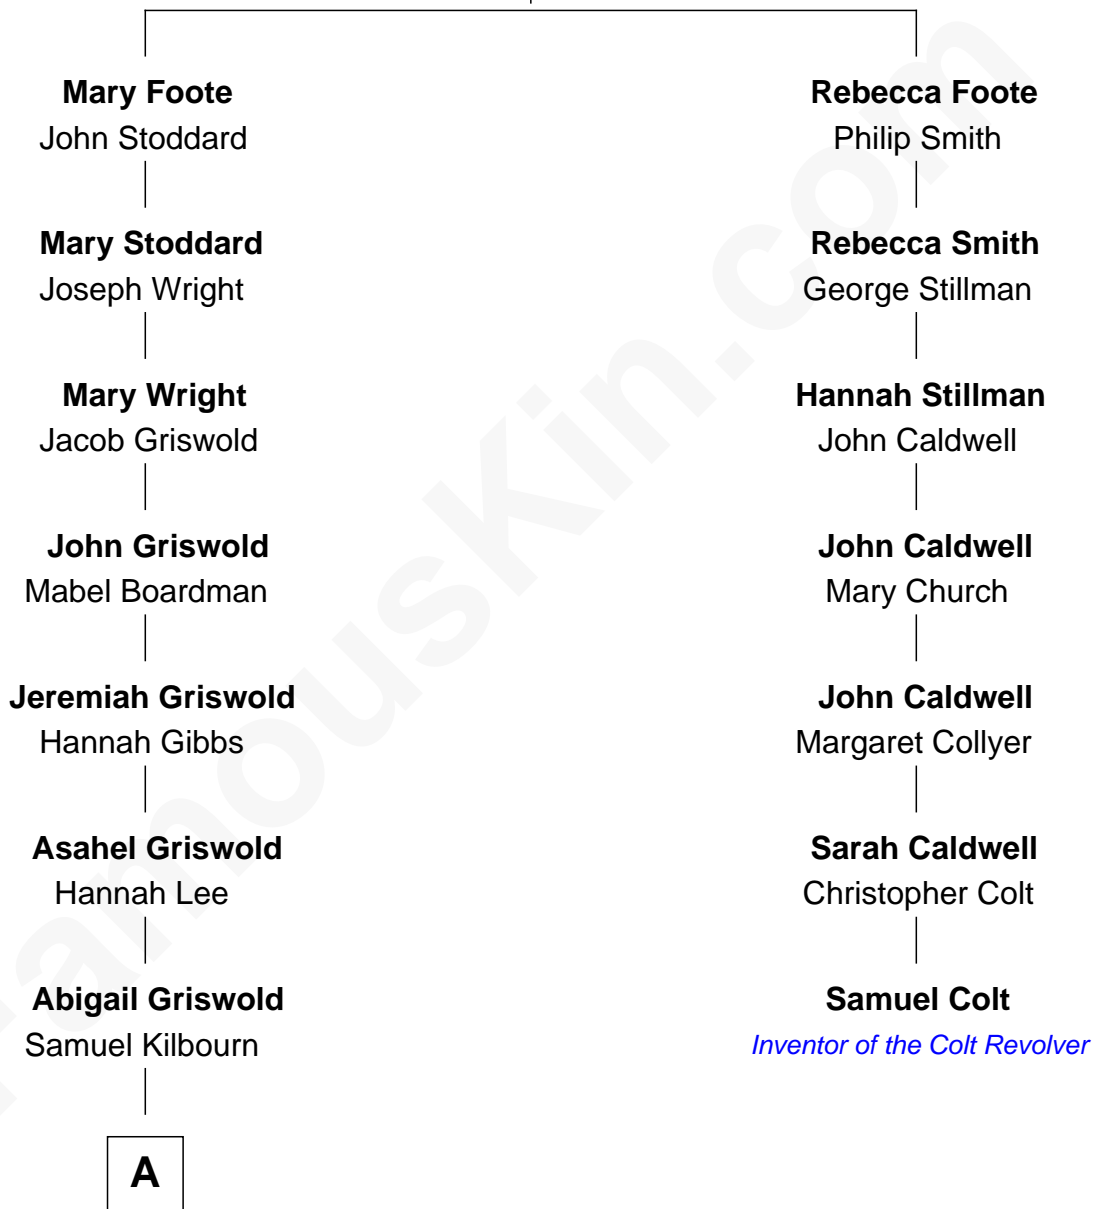 Mary Foote
John Stoddard
Rebecca Foote
Philip Smith
Mary Stoddard
Joseph Wright
Rebecca Smith
George Stillman
Mary Wright
Jacob Griswold
Hannah Stillman
John Caldwell
John Griswold
Mabel Boardman
John Caldwell
Mary Church
Jeremiah Griswold
Hannah Gibbs
John Caldwell
Margaret Collyer
Asahel Griswold
Hannah Lee
Sarah Caldwell
Christopher Colt
Abigail Griswold
Samuel Kilbourn
Samuel Colt
Inventor of the Colt Revolver
A
FamousKin.com